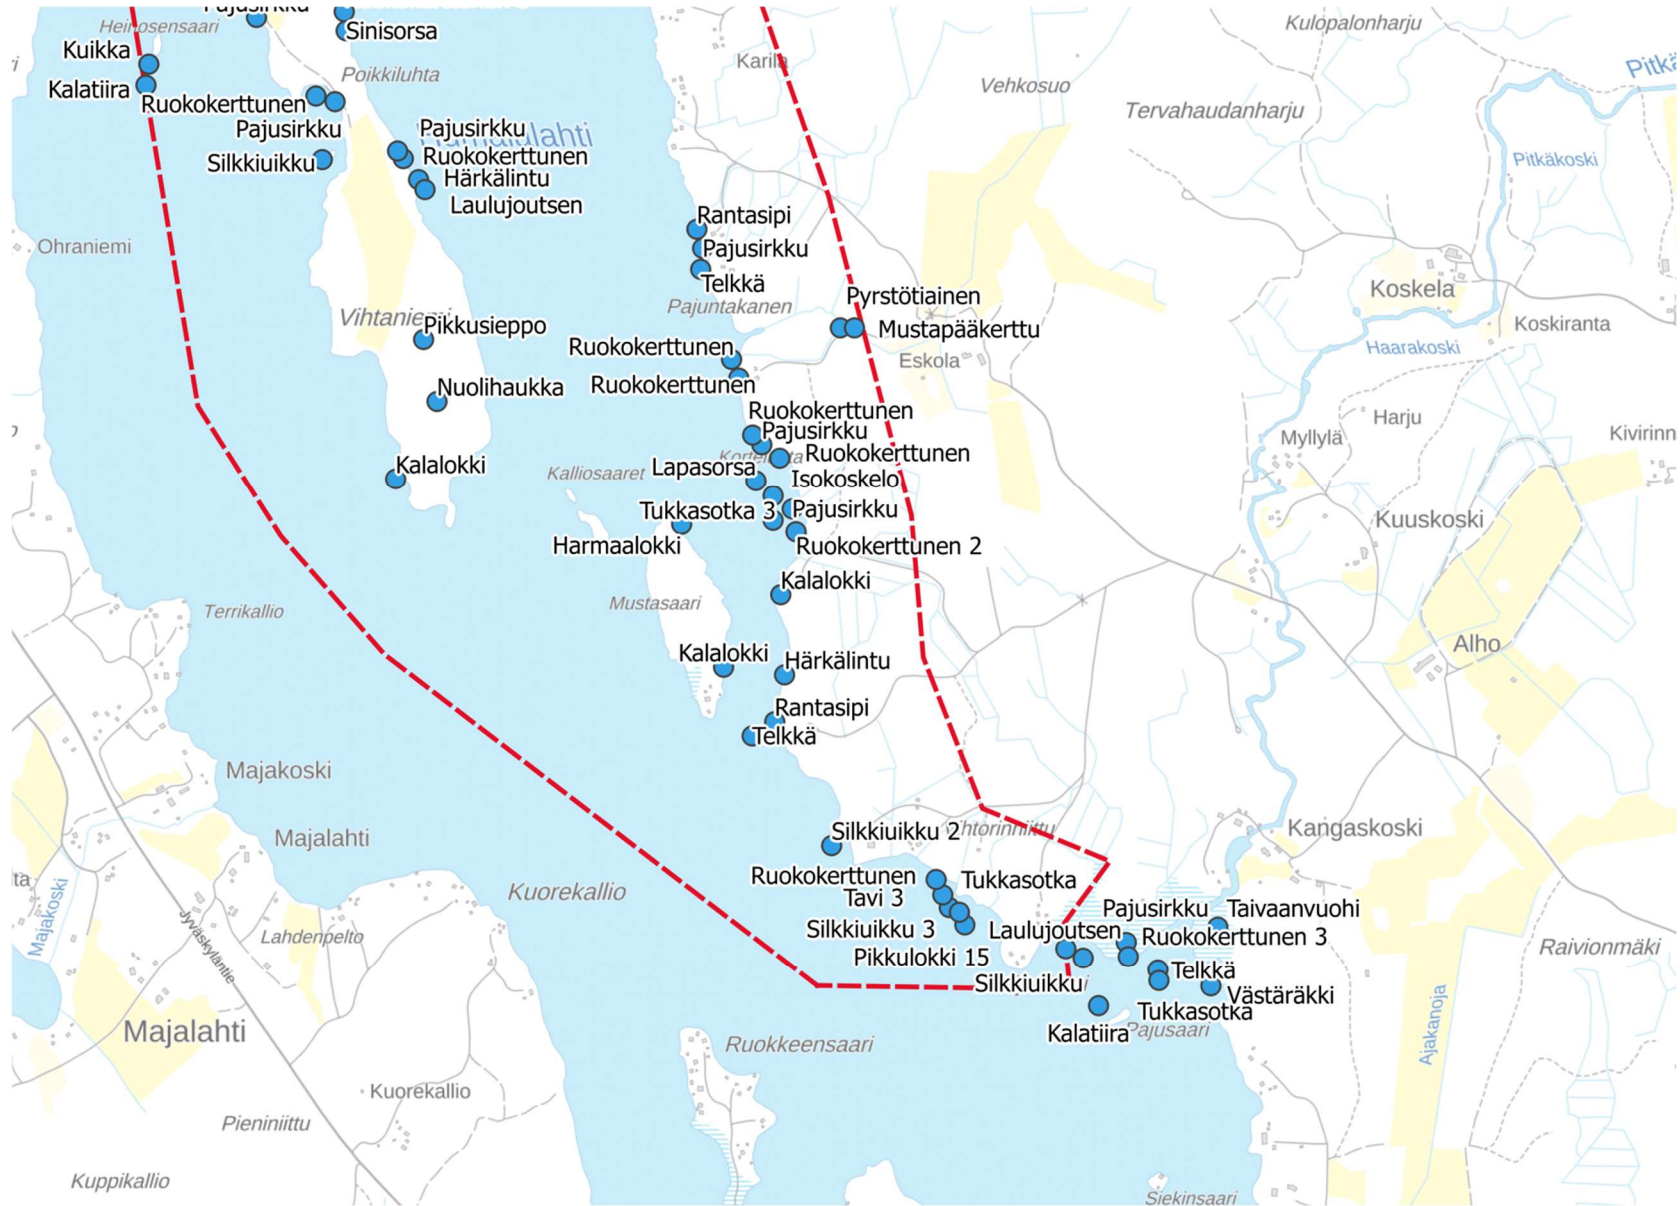 Pajusirkku
Heinosensaari
Sinisorsa
Kulopalonharju
Kuikka
Karila
Poikkiluhta
Vehkosuo
Kalatiira
Ruokokerttunen
Tervahaudanharju
Pajusirkku
Pajusirkku
Silkkiuikku
Ruokokerttunen
Pitkäkoski
Härkälintu
Laulujoutsen
Rantasipi
Ohraniemi
Pajusirkku
Telkkä
Koskela
Pajuntakanen
Pyrstötiainen
Pikkusieppo
Mustapääkerttu
Koskiranta
Ruokokerttunen
Haarakoski
Eskola
Ruokokerttunen
Nuolihaukka
Ruokokerttunen
Harju
Pajusirkku
Myllylä
Kivirinn
Ruokokerttunen
Kalalokki
Kalliosaaret
Lapasorsa
Isokoskelo
Tukkasotka 3
Pajusirkku
Kuuskoski
Harmaalokki
Ruokokerttunen 2
Kalalokki
Terrikallio
Mustasaari
Alho
Kalalokki
Härkälintu
Rantasipi
Telkkä
Majakoski
Majalahti
Silkkiuikku 2
Kangaskoski
Ruokokerttunen
Tukkasotka
Kuorekallio
Tavi 3
Majakoski
Jyväskyläntie
Pajusirkku
Taivaanvuohi
Silkkiuikku 3
Laulujoutsen
Ruokokerttunen 3
Lahdenpelto
Raivionmäki
Pikkulokki 15
Telkkä
Silkkiuikku
Västäräkki
Tukkasotka
Ajakanoja
Majalahti
Kalatiira
Pajusaari
Ruokkeensaari
Kuorekallio
Pieniniittu
Kuppikallio
Siekinsaari